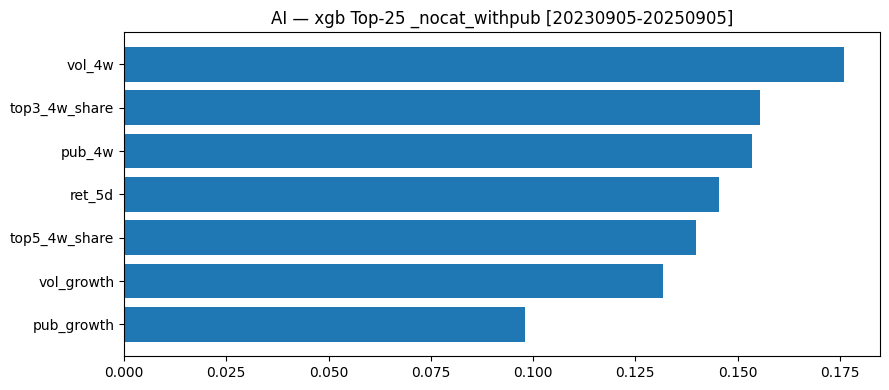 AI — xgb Top-25 _nocat_withpub [20230905-20250905]
vol_4w
top3_4w_share
pub_4w
ret_5d
top5_4w_share
vol_growth
pub_growth
0.000 0.025 0.050 0.075 0.100 0.125 0.150 0.175